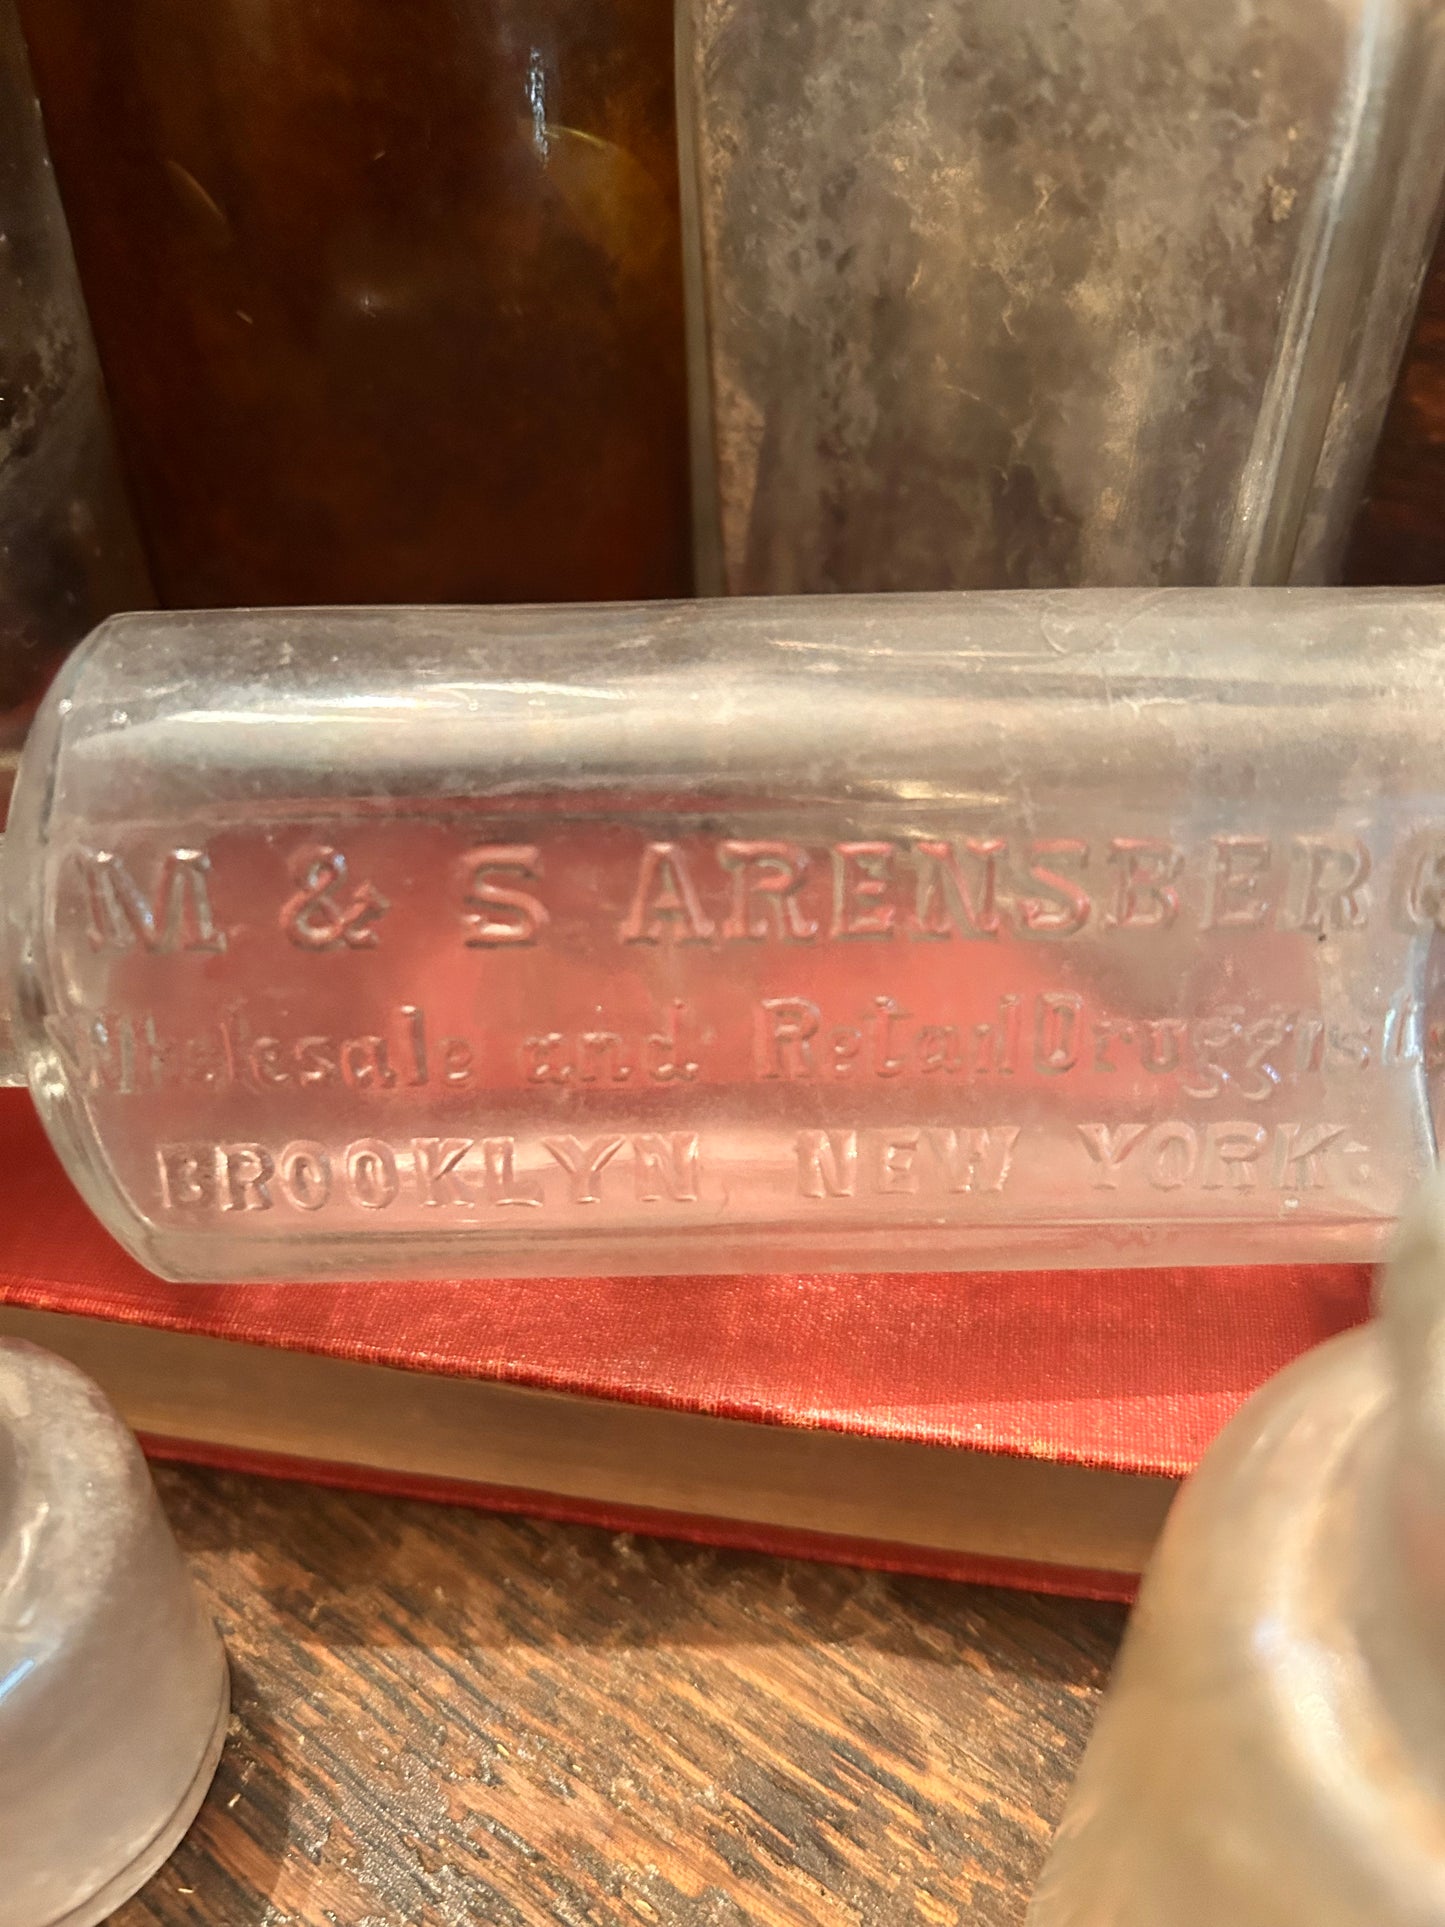 M & S ARENSBERG
Wholesale and Retail Druggists
BROOKLYN, NEW YORK.